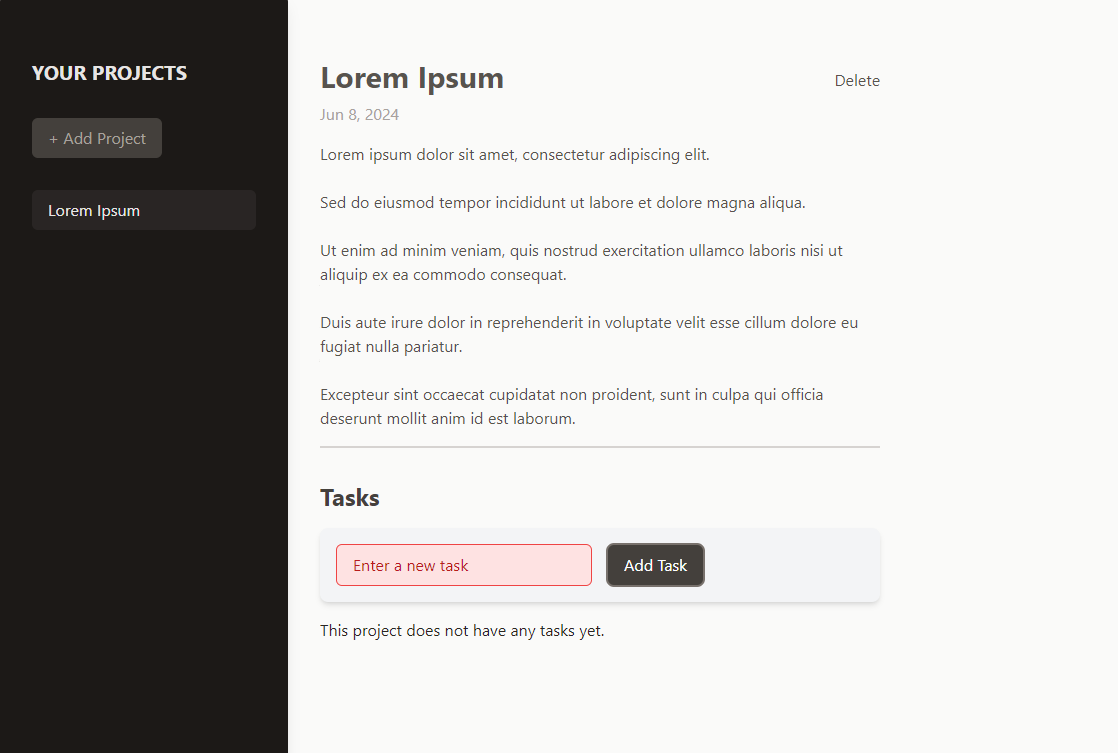 YOUR PROJECTS
+ Add Project
Lorem Ipsum
Lorem Ipsum
Delete
Jun 8, 2024
Lorem ipsum dolor sit amet, consectetur adipiscing elit.
Sed do eiusmod tempor incididunt ut labore et dolore magna aliqua.
Ut enim ad minim veniam, quis nostrud exercitation ullamco laboris nisi ut
aliquip ex ea commodo consequat.
Duis aute irure dolor in reprehenderit in voluptate velit esse cillum dolore eu
fugiat nulla pariatur.
Excepteur sint occaecat cupidatat non proident, sunt in culpa qui officia
deserunt mollit anim id est laborum.
Tasks
Enter a new task
Add Task
This project does not have any tasks yet.